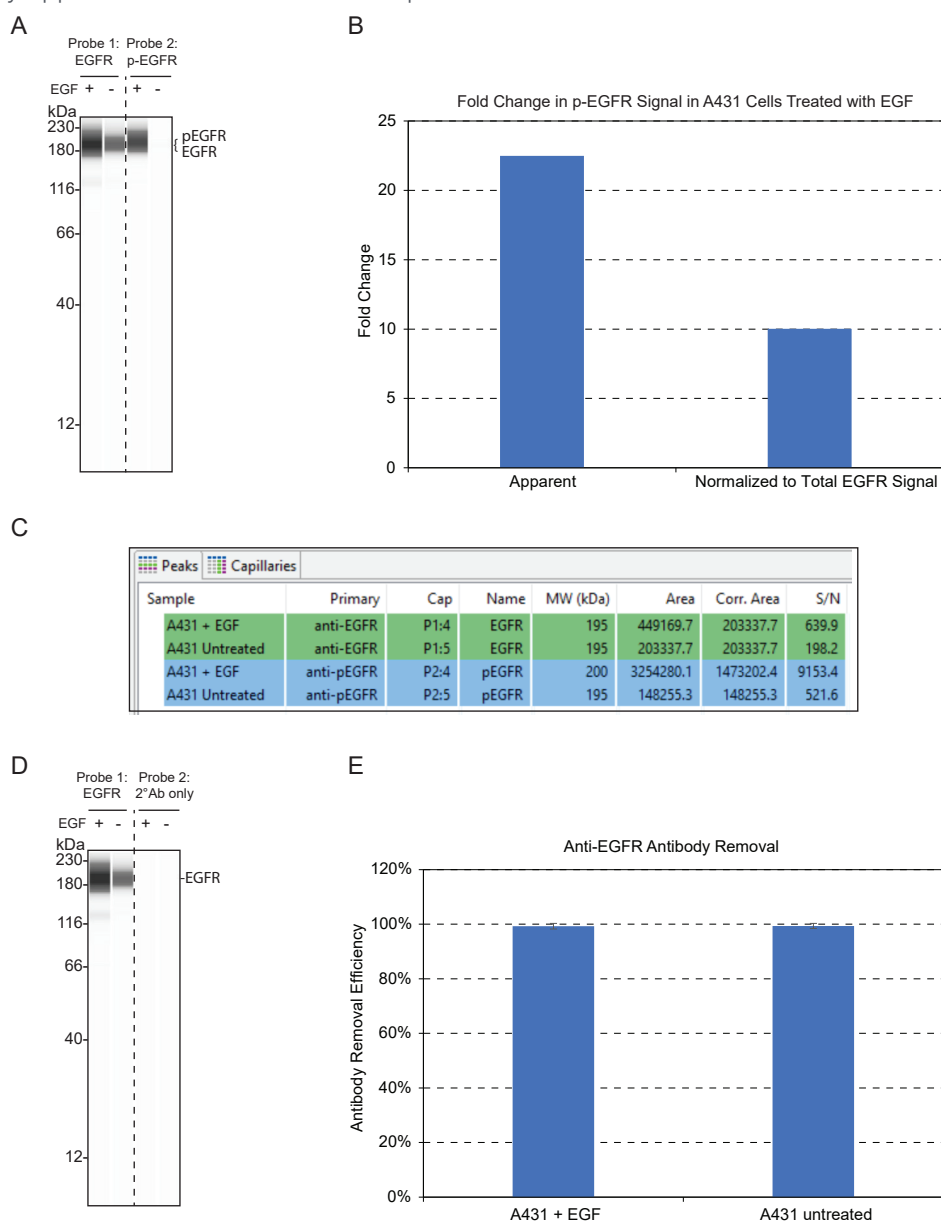 A
Probe 1: Probe 2:
EGFR p-EGFR
EGF + - + -
kDa
230-
180-
116-
66-
40-
12-
pEGFR
EGFR
B
Fold Change in p-EGFR Signal in A431 Cells Treated with EGF
Fold Change
25
20
15
10
5
0
Apparent Normalized to Total EGFR Signal
C
Peaks Capillaries
Sample Primary Cap Name MW (kDa) Area Corr. Area S/N
A431 + EGF anti-EGFR P1:4 EGFR 195 449169.7 203337.7 639.9
A431 Untreated anti-EGFR P1:5 EGFR 195 203337.7 203337.7 198.2
A431 + EGF anti-pEGFR P2:4 pEGFR 200 3254280.1 1473202.4 9153.4
A431 Untreated anti-pEGFR P2:5 pEGFR 195 148255.3 148255.3 521.6
D
Probe 1: Probe 2:
EGFR 2°Ab only
EGF + - + -
kDa
230-
180-
116-
66-
40-
12-
-EGFR
E
Anti-EGFR Antibody Removal
Antibody Removal Efficiency
120%
100%
80%
60%
40%
20%
0%
A431 + EGF A431 untreated